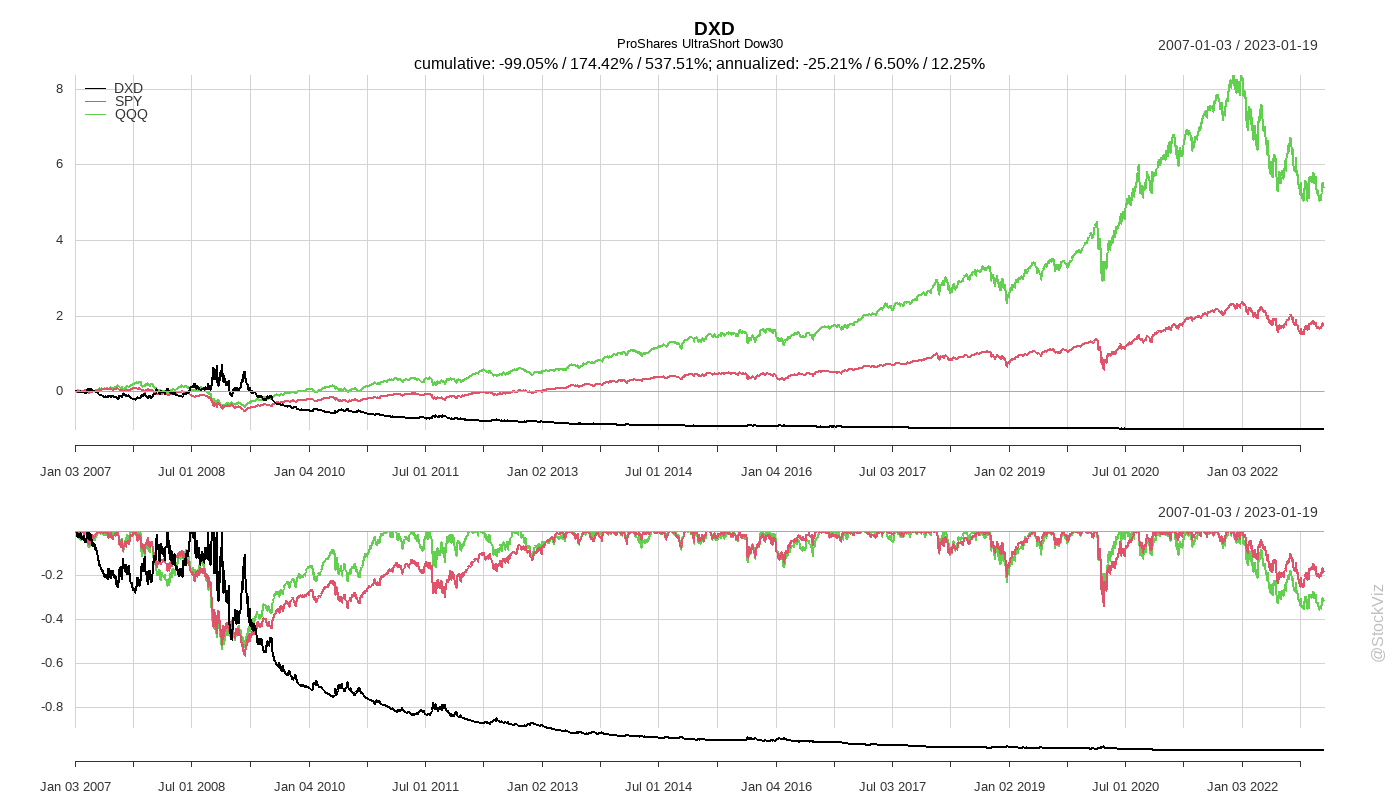 DXD
ProShares UltraShort Dow30
2007-01-03 / 2023-01-19
cumulative: -99.05% / 174.42% / 537.51%; annualized: -25.21% / 6.50% / 12.25%
DXD
SPY
QQQ
8
6
4
2
0
Jan 03 2007 Jul 01 2008 Jan 04 2010 Jul 01 2011 Jan 02 2013 Jul 01 2014 Jan 04 2016 Jul 03 2017 Jan 02 2019 Jul 01 2020 Jan 03 2022
2007-01-03 / 2023-01-19
-0.2
-0.4
-0.6
-0.8
Jan 03 2007 Jul 01 2008 Jan 04 2010 Jul 01 2011 Jan 02 2013 Jul 01 2014 Jan 04 2016 Jul 03 2017 Jan 02 2019 Jul 01 2020 Jan 03 2022
@StockViz